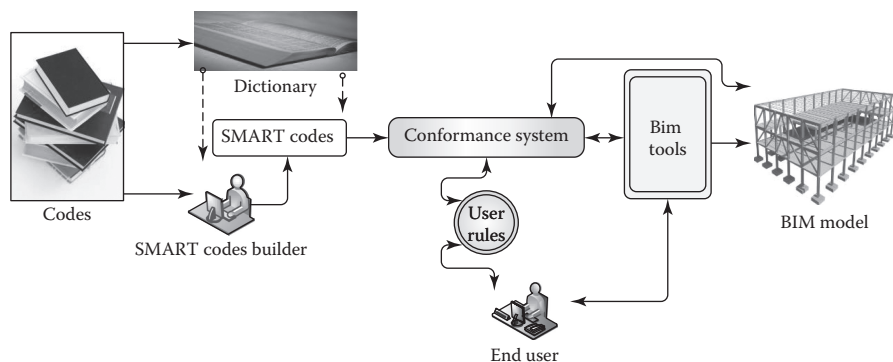 Dictionary
SMART codes
Conformance system
Bim
tools
Codes
User
rules
BIM model
SMART codes builder
End user